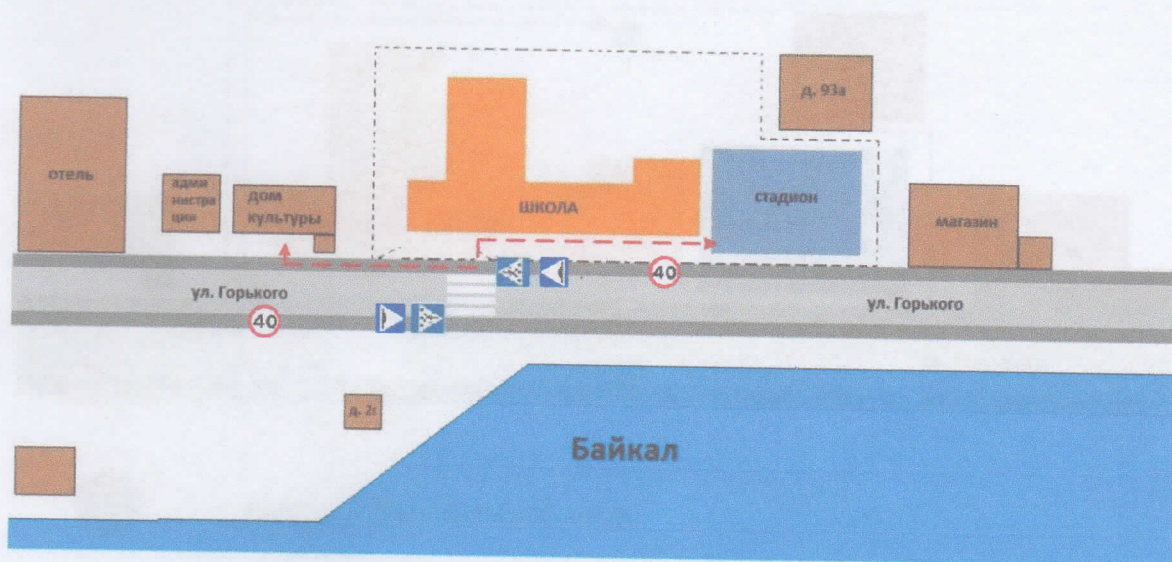 д. 93а
отель
адми
нистра
ция
дом
культуры
ШКОЛА
стадион
магазин
40
ул. Горького
ул. Горького
40
д. 2г
Байкал